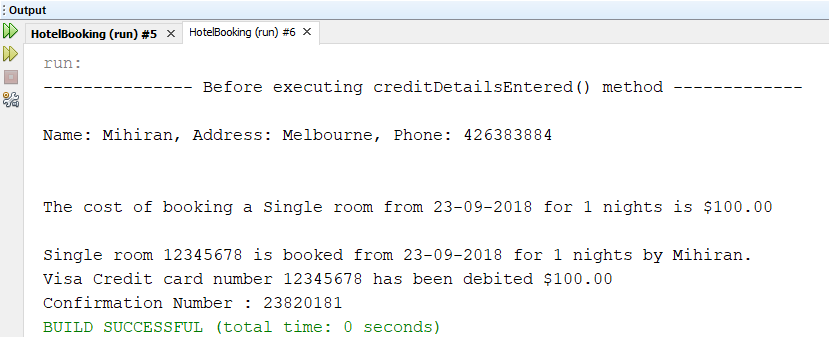 Output
HotelBooking (run) #5 × HotelBooking (run) #6 ×
run:
--------------- Before executing creditDetailsEntered() method -------------
Name: Mihiran, Address: Melbourne, Phone: 426383884
The cost of booking a Single room from 23-09-2018 for 1 nights is $100.00
Single room 12345678 is booked from 23-09-2018 for 1 nights by Mihiran.
Visa Credit card number 12345678 has been debited $100.00
Confirmation Number : 23820181
BUILD SUCCESSFUL (total time: 0 seconds)